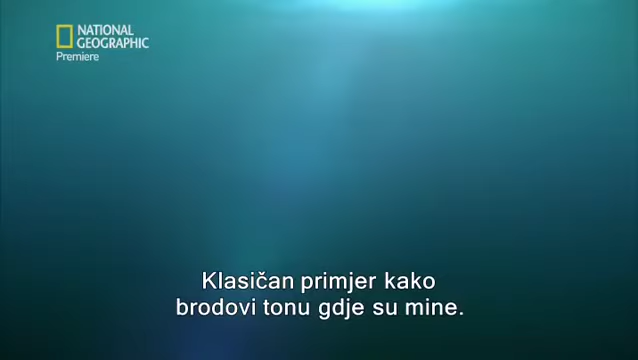 NATIONAL
GEOGRAPHIC
Premiere
Klasičan primjer kako
brodovi tonu gdje su mine.